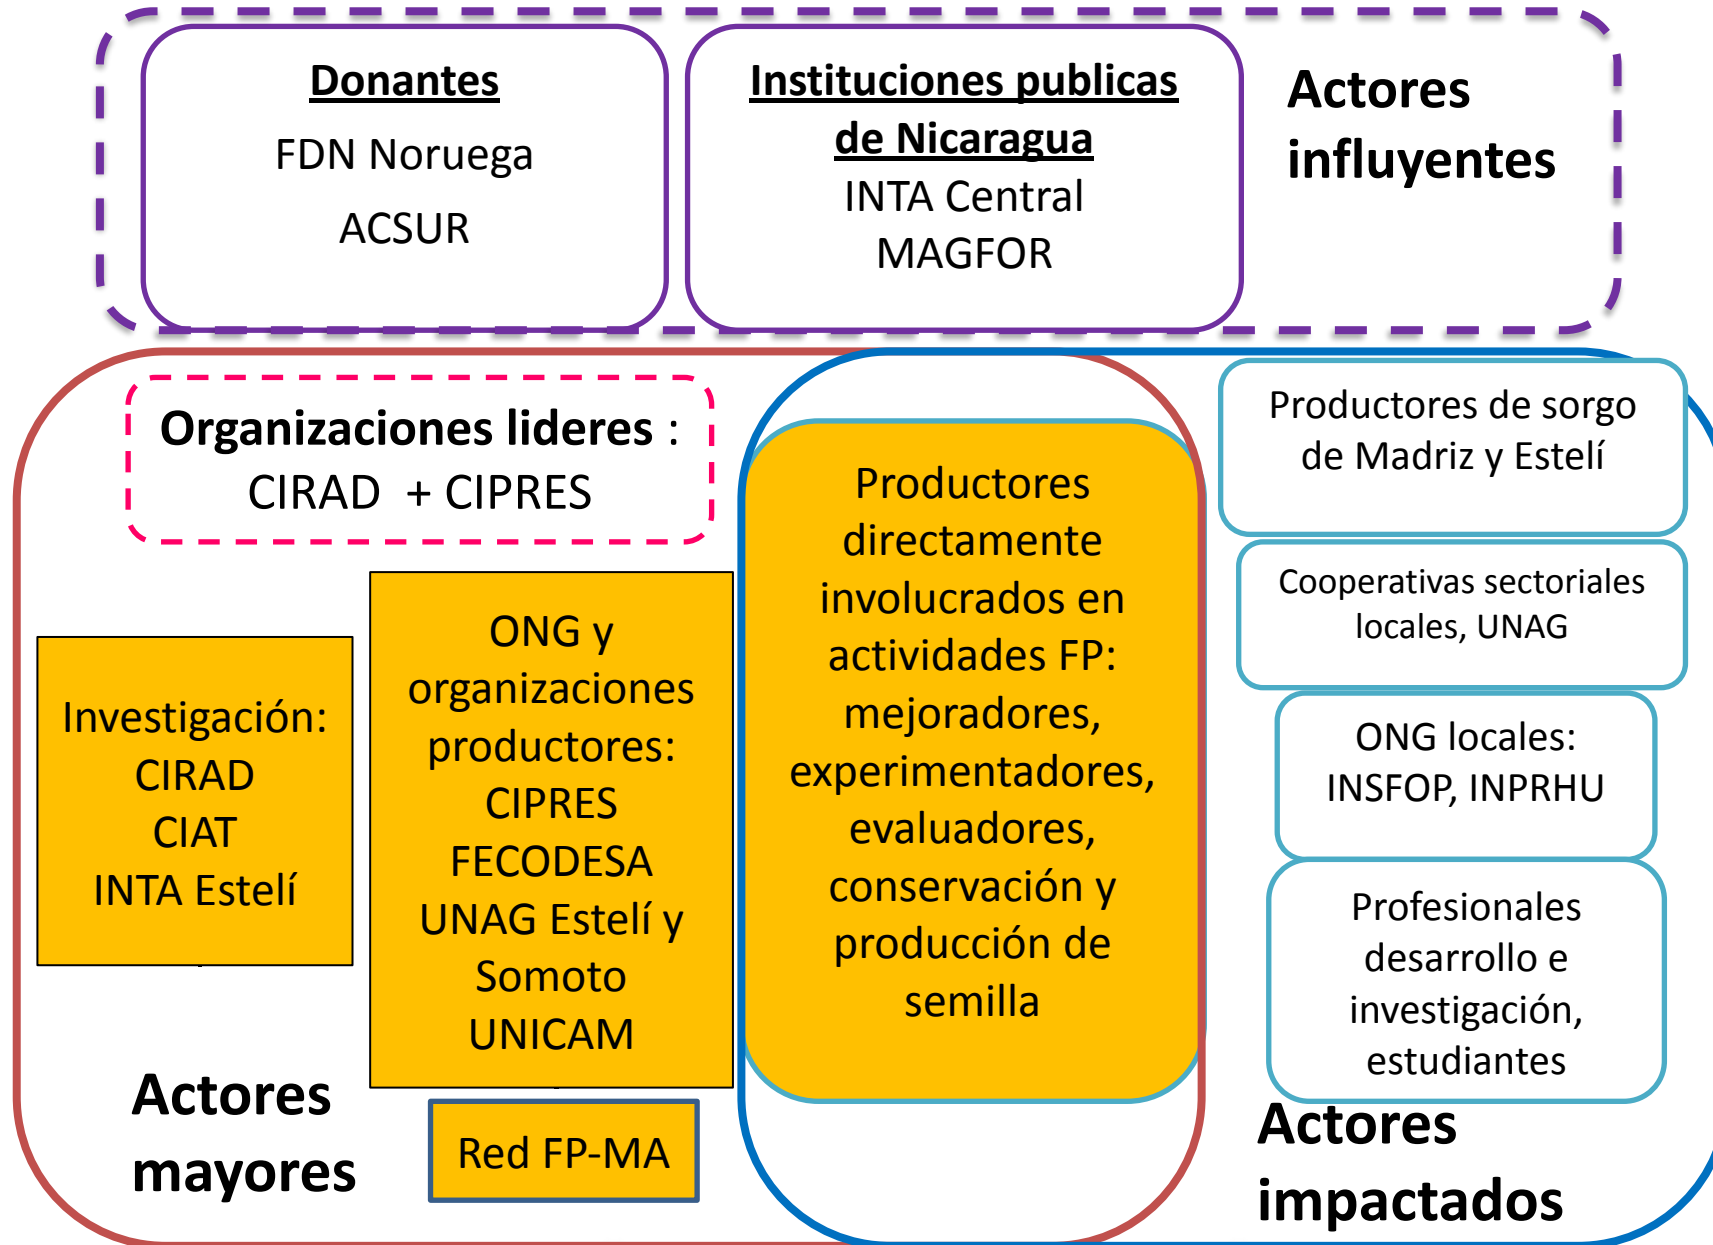 Donantes
FDN Noruega
ACSUR
Instituciones publicas
de Nicaragua
INTA Central
MAGFOR
Actores
influyentes
Organizaciones lideres :
CIRAD + CIPRES
Investigación:
CIRAD
CIAT
INTA Estelí
ONG y
organizaciones
productores:
CIPRES
FECODESA
UNAG Estelí y
Somoto
UNICAM
Red FP-MA
Actores
mayores
Productores
directamente
involucrados en
actividades FP:
mejoradores,
experimentadores,
evaluadores,
conservación y
producción de
semilla
Productores de sorgo
de Madriz y Estelí
Cooperativas sectoriales
locales, UNAG
ONG locales:
INSFOP, INPRHU
Profesionales
desarrollo e
investigación,
estudiantes
Actores
impactados